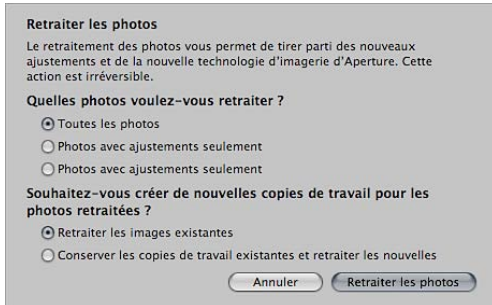 Retraiter les photos
Le retraitement des photos vous permet de tirer parti des nouveaux
ajustements et de la nouvelle technologie d'imagerie d'Aperture. Cette
action est irréversible.
Quelles photos voulez-vous retraiter ?
Toutes les photos
Photos avec ajustements seulement
Photos avec ajustements seulement
Souhaitez-vous créer de nouvelles copies de travail pour les
photos retraitées ?
Retraiter les images existantes
Conserver les copies de travail existantes et retraiter les nouvelles
Annuler Retraiter les photos